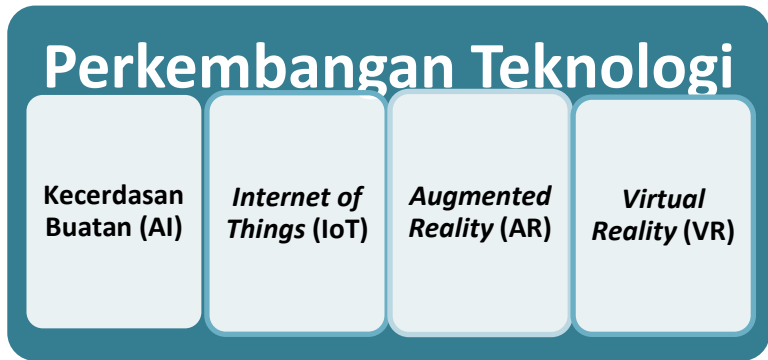 Perkembangan Teknologi
Kecerdasan
Buatan (AI)
Internet of
Things (IoT)
Augmented
Reality (AR)
Virtual
Reality (VR)